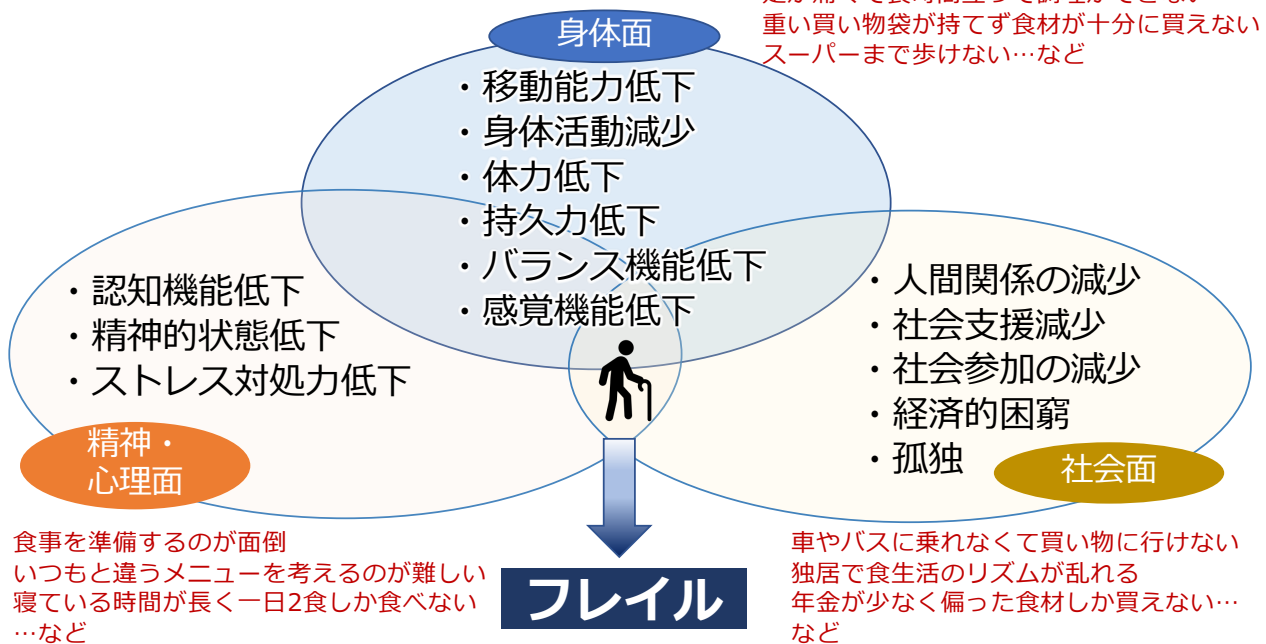 重い買い物袋が持てず食材が十分に買えない
スーパーまで歩けない…など
身体面
・移動能力低下
・身体活動減少
・体力低下
・持久力低下
・バランス機能低下
・感覚機能低下
・認知機能低下
・精神的状態低下
・ストレス対処力低下
精神・
心理面
・人間関係の減少
・社会支援減少
・社会参加の減少
・経済的困窮
・孤独
社会面
食事を準備するのが面倒
いつもと違うメニューを考えるのが難しい
寝ている時間が長く一日2食しか食べない
…など
フレイル
車やバスに乗れなくて買い物に行けない
独居で食生活のリズムが乱れる
年金が少なく偏った食材しか買えない…
など